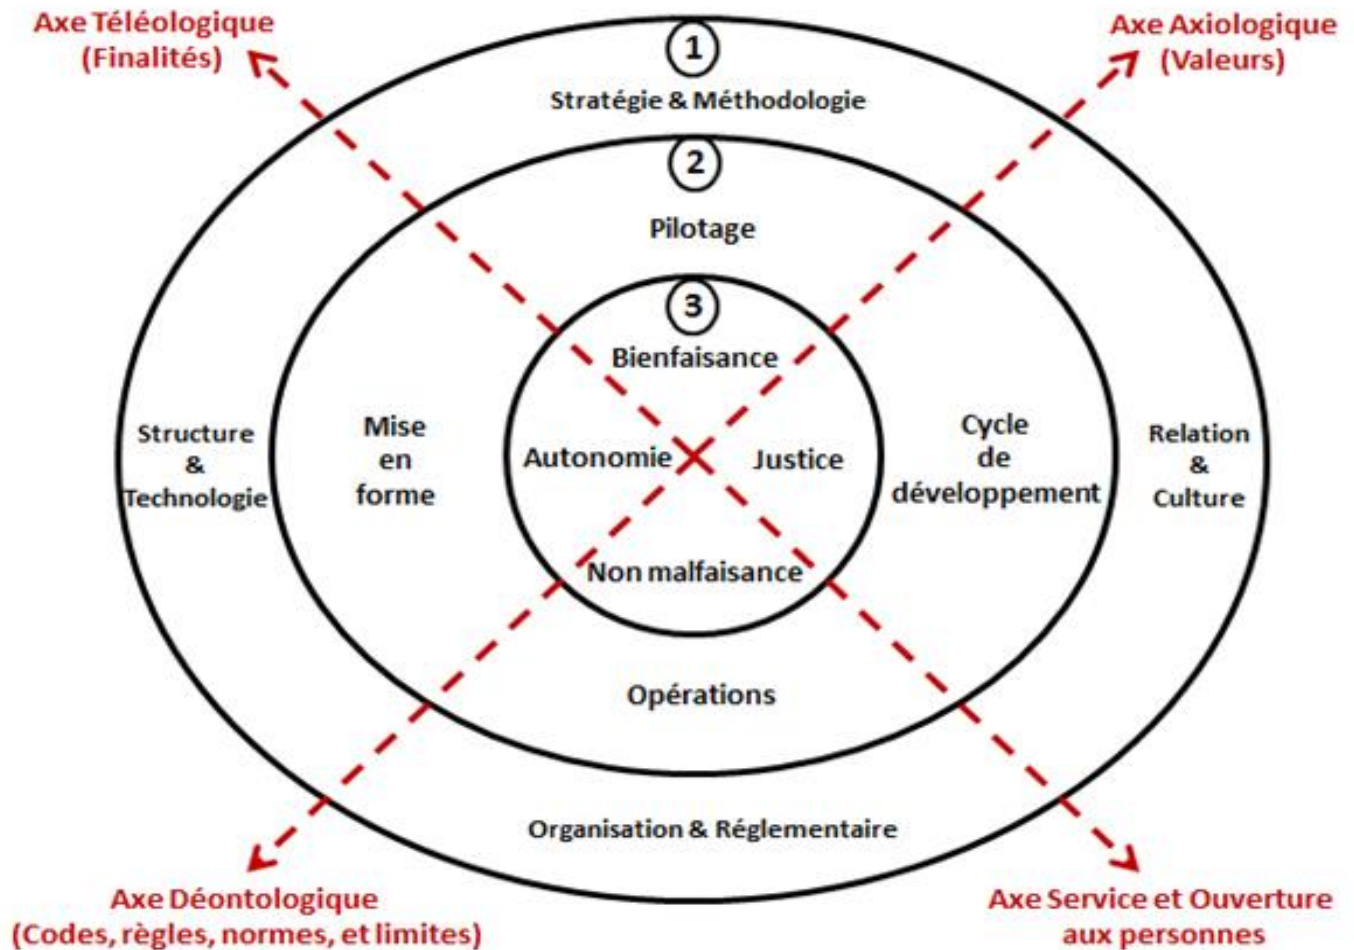 Axe Téléologique
(Finalités)
Axe Axiologique
(Valeurs)
1
Stratégie & Méthodologie
2
Pilotage
3
Bienfaisance
Structure
&
Technologie
Mise
en
forme
Autonomie
Justice
Cycle
de
développement
Relation
&
Culture
Non malfaisance
Opérations
Organisation & Réglementaire
Axe Déontologique
(Codes, règles, normes, et limites)
Axe Service et Ouverture
aux personnes